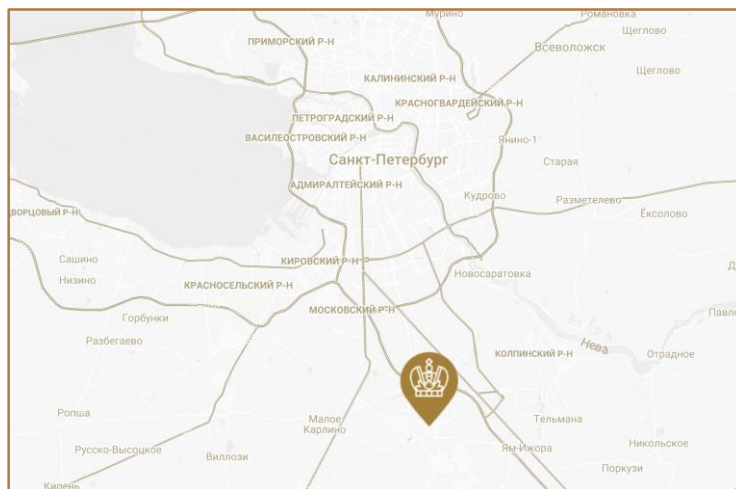 Мурино
Романовка
Щеглово
ПРИМОРСКИЙ Р-Н
Всеволожск
Щеглово
КАЛИНИНСКИЙ Р-Н
КРАСНОГВАРДЕЙСКИЙ Р-Н
ПЕТРОГРАДСКИЙ Р-Н
ВАСИЛЕОСТРОВСКИЙ Р-Н
Янино-1
Санкт-Петербург
Старая
АДМИРАЛТЕЙСКИЙ Р-Н
Кудрово
Разметелево
ДВОРЦОВЫЙ Р-Н
Ёксолово
Сашино
КИРОВСКИЙ Р-Н
Д
Низино
КРАСНОСЕЛЬСКИЙ Р-Н
Новосаратовка
МОСКОВСКИЙ Р-Н
Павло
Горбунки
Разбегаево
Нева
КОЛПИНСКИЙ Р-Н
Отрадное
Ропша
Малое
Карлино
Тельмана
Русско-Высоцкое
Виллози
Ям-Ижора
Никольское
Поркузи
Кипень